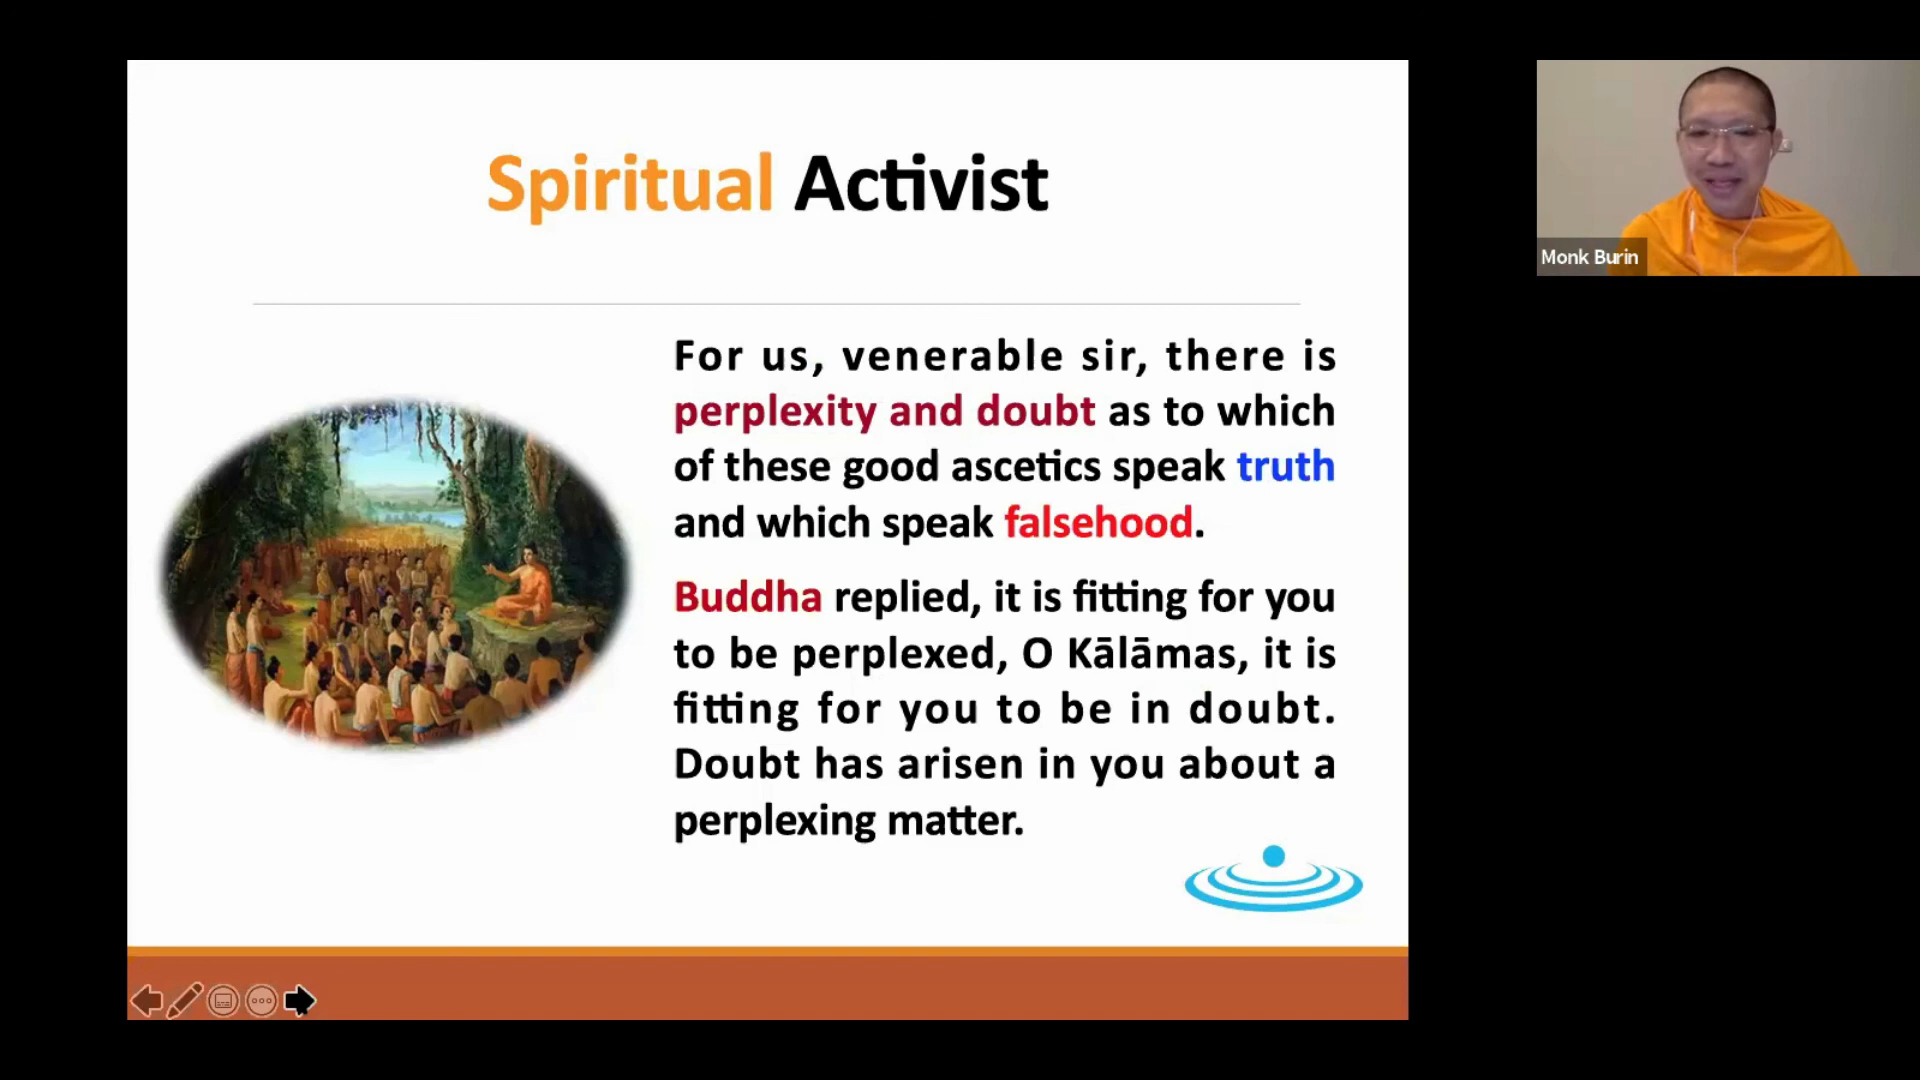 Spiritual Activist
For us, venerable sir, there is
perplexity and doubt as to which
of these good ascetics speak truth
and which speak falsehood.
Buddha replied, it is fitting for you
to be perplexed, O Kālāmas, it is
fitting for you to be in doubt.
Doubt has arisen in you about a
perplexing matter.
Monk Burin